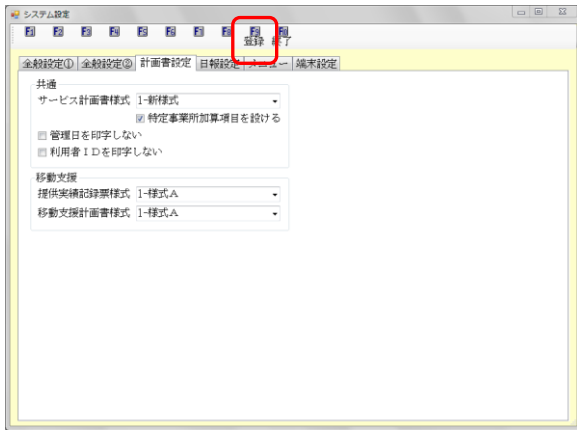 システム設定
F1 F2 F3 F4 F5 F6 F7 F8 F9
登録 終了
全般設定① 全般設定② 計画書設定 日報設定 端末設定
共通
サービス計画書様式 1-新様式
特定事業所加算項目を設ける
管理日を印字しない
利用者ＩＤを印字しない
移動支援
提供実績記録票様式 1-様式A
移動支援計画書様式 1-様式A